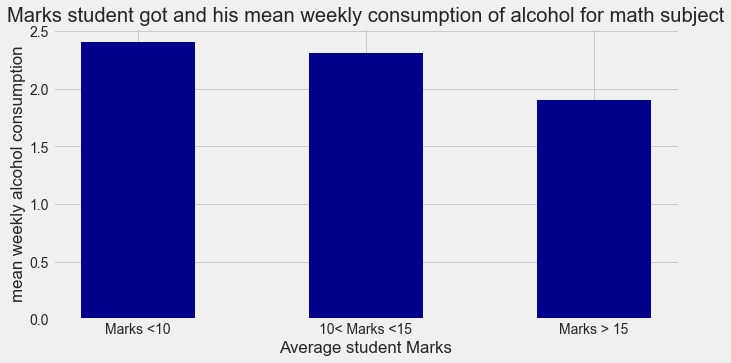 Marks student got and his mean weekly consumption of alcohol for math subject
mean weekly alcohol consumption
2.5
2.0
1.5
1.0
0.5
0.0
Marks <10
10< Marks <15
Marks > 15
Average student Marks